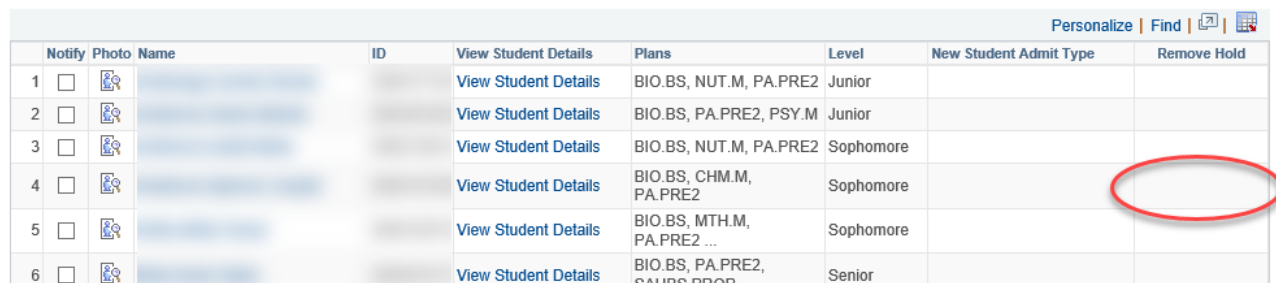 Personalize | Find |
Notify Photo Name ID View Student Details Plans Level New Student Admit Type Remove Hold
1 View Student Details BIO.BS, NUT.M, PA.PRE2 Junior
2 View Student Details BIO.BS, PA.PRE2, PSY.M Junior
3 View Student Details BIO.BS, NUT.M, PA.PRE2 Sophomore
4 View Student Details BIO.BS, CHM.M, Sophomore
PA.PRE2
5 View Student Details BIO.BS, MTH.M, Sophomore
PA.PRE2 ...
6 View Student Details BIO.BS, PA.PRE2, Senior